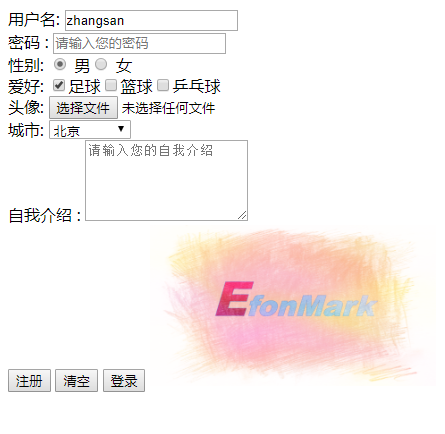 用户名: zhangsan
密码 : 请输入您的密码
性别: 男 女
爱好: 足球 篮球 乒乓球
头像: 选择文件 未选择任何文件
城市: 北京
请输入您的自我介绍
自我介绍 :
EfonMark
注册 清空 登录